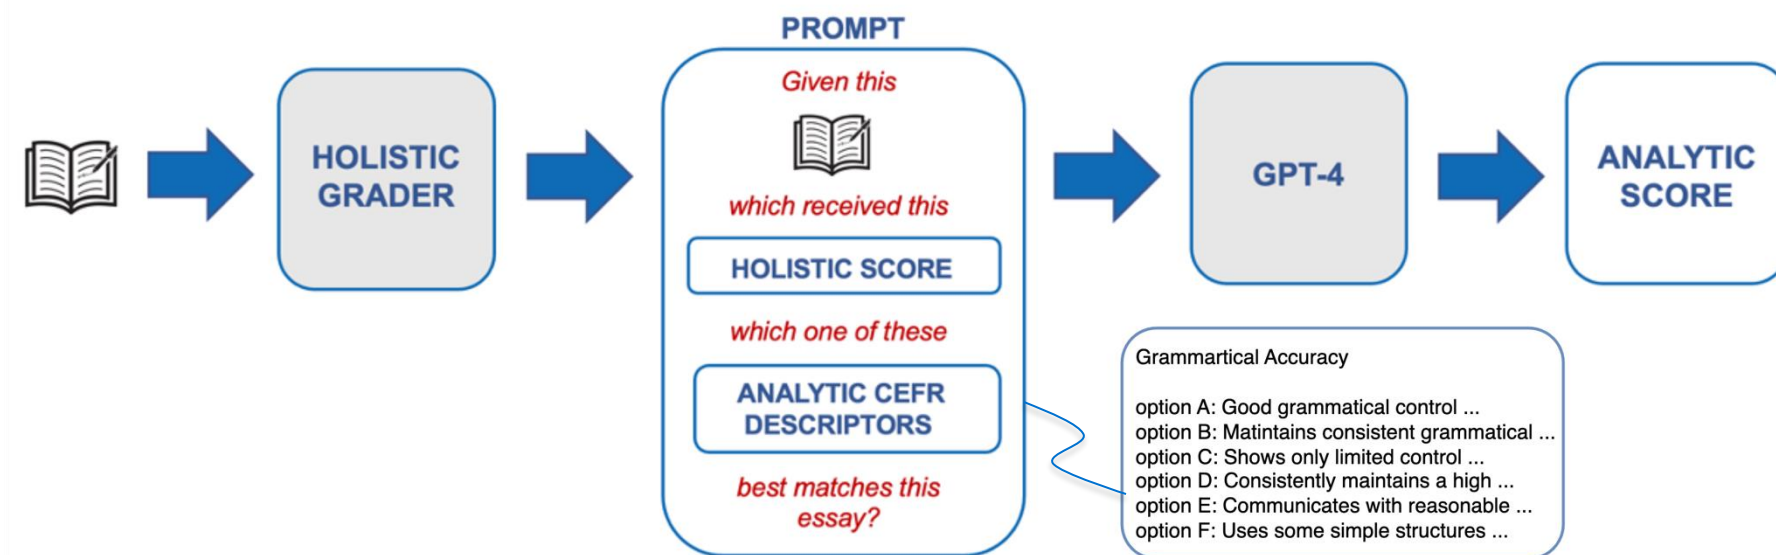 PROMPT
Given this
which received this
HOLISTIC SCORE
which one of these
ANALYTIC CEFR
DESCRIPTORS
best matches this
essay?
HOLISTIC
GRADER
GPT-4
ANALYTIC
SCORE
Grammartical Accuracy
option A: Good grammatical control ...
option B: Matintains consistent grammatical ...
option C: Shows only limited control ...
option D: Consistently maintains a high ...
option E: Communicates with reasonable ...
option F: Uses some simple structures ...